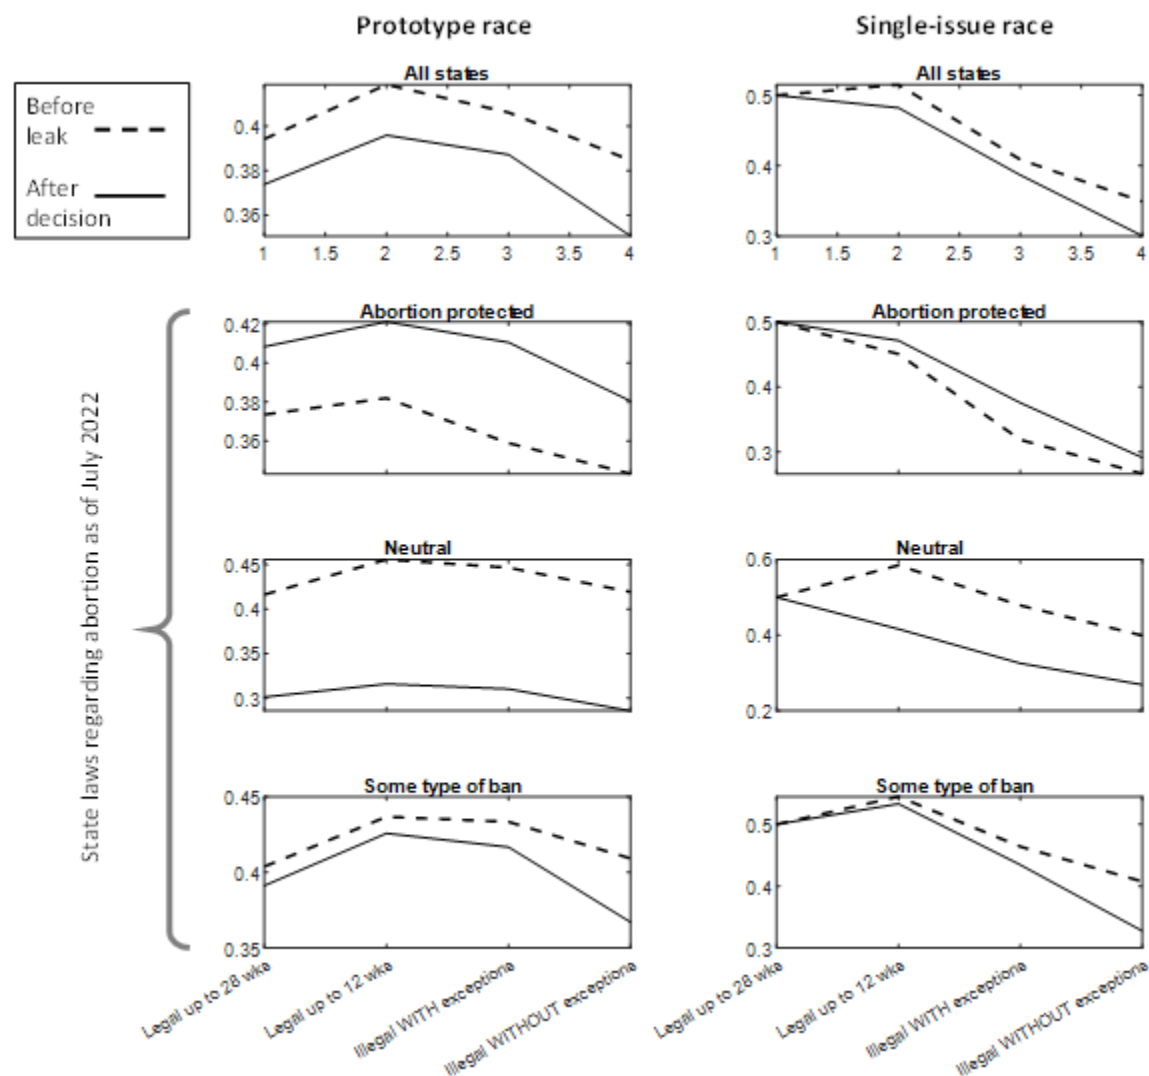 Prototype race
Single-issue race
Before
leak
After
decision
All states
0.4
0.38
0.36
1 1.5 2 2.5 3 3.5 4
All states
0.5
0.4
0.3
1 1.5 2 2.5 3 3.5 4
State laws regarding abortion as of July 2022
Abortion protected
0.42
0.4
0.38
0.36
Abortion protected
0.5
0.4
0.3
Neutral
0.45
0.4
0.35
0.3
Neutral
0.6
0.4
0.2
Some type of ban
0.45
0.4
0.35
Some type of ban
0.5
0.4
0.3
Legal up to 28 wks
Legal up to 12 wks
Illegal WITH exceptions
Illegal WITHOUT exceptions
Legal up to 28 wks
Legal up to 12 wks
Illegal WITH exceptions
Illegal WITHOUT exceptions